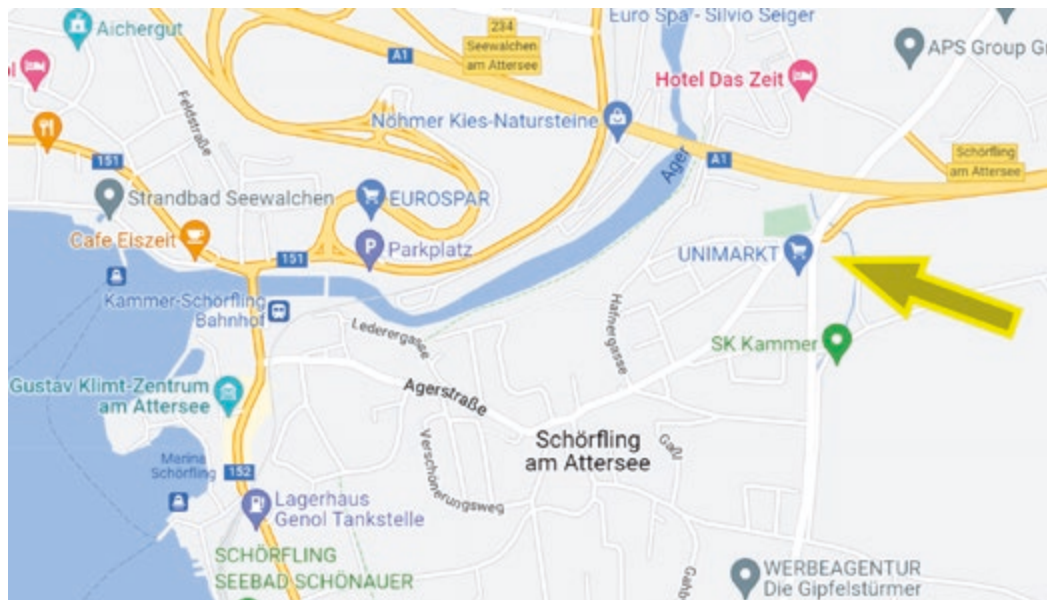 Euro Spa - Silvio Seiger
234
Seewalchen
am Attersee
Aichergut
A1
APS Group Gr
Hotel Das Zeit
Feldstraße
Nöhmer Kies-Natursteine
Ager
A1
Schörfling
am Attersee
151
Strandbad Seewalchen
EUROSPAR
Cafe Eiszeit
P
Parkplatz
UNIMARKT
151
Kammer-Schörfling
Bahnhof
Lederergasse
Hafnergasse
SK Kammer
Gustav Klimt-Zentrum
am Attersee
Agerstraße
Schörfling
am Attersee
Gaßl
Verschönerungsweg
Marina
Schörfling
152
Lagerhaus
Genol Tankstelle
SCHÖRFLING
SEEBAD SCHÖNAUER
WERBEAGENTUR
Die Gipfelstürmer